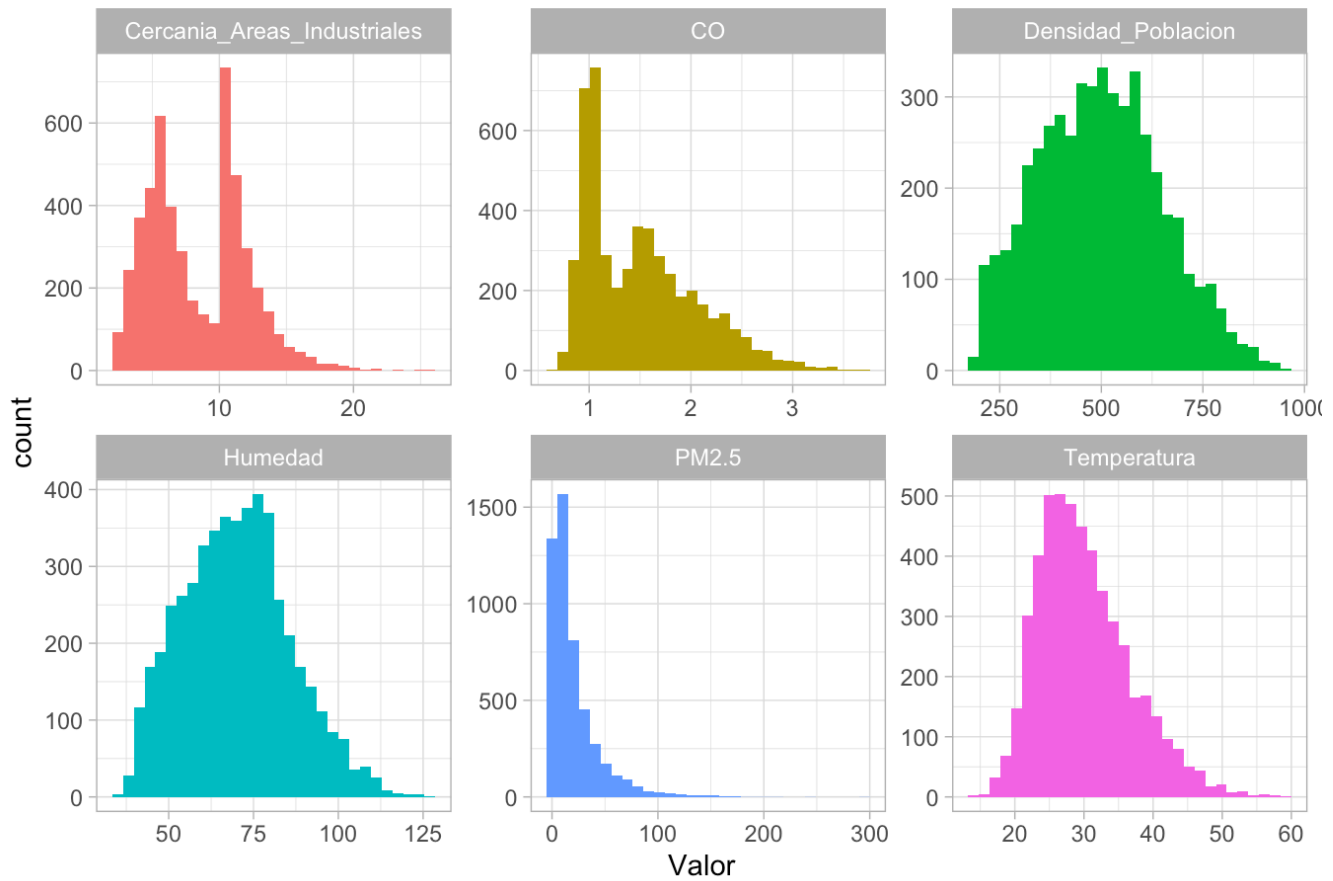 Cercania_Areas_Industriales
CO
Densidad_Poblacion
600
400
200
0
600
400
200
0
300
200
100
0
10 20
1 2 3
250 500 750 1000
count
Humedad
PM2.5
Temperatura
400
300
200
100
0
1500
1000
500
0
500
400
300
200
100
0
50 75 100 125
0 100 200 300
20 30 40 50 60
Valor